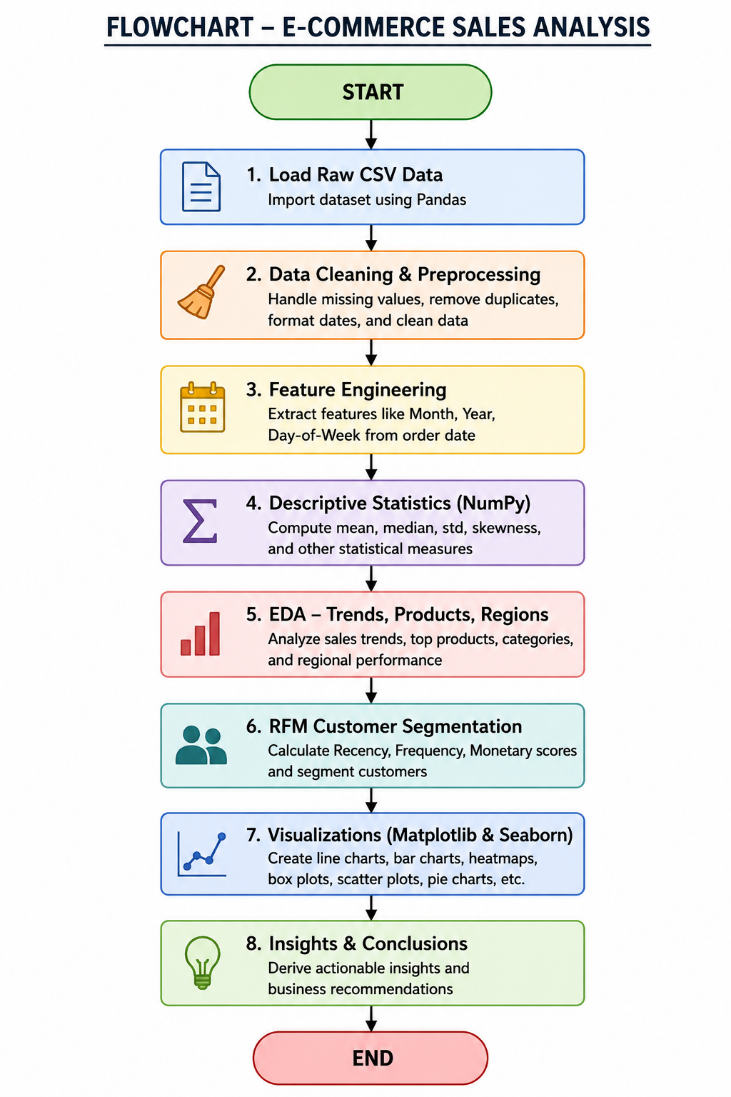 FLOWCHART – E-COMMERCE SALES ANALYSIS
START
1. Load Raw CSV Data
Import dataset using Pandas
2. Data Cleaning & Preprocessing
Handle missing values, remove duplicates,
format dates, and clean data
3. Feature Engineering
Extract features like Month, Year,
Day-of-Week from order date
4. Descriptive Statistics (NumPy)
Compute mean, median, std, skewness,
and other statistical measures
5. EDA – Trends, Products, Regions
Analyze sales trends, top products, categories,
and regional performance
6. RFM Customer Segmentation
Calculate Recency, Frequency, Monetary scores
and segment customers
7. Visualizations (Matplotlib & Seaborn)
Create line charts, bar charts, heatmaps,
box plots, scatter plots, pie charts, etc.
8. Insights & Conclusions
Derive actionable insights and
business recommendations
END